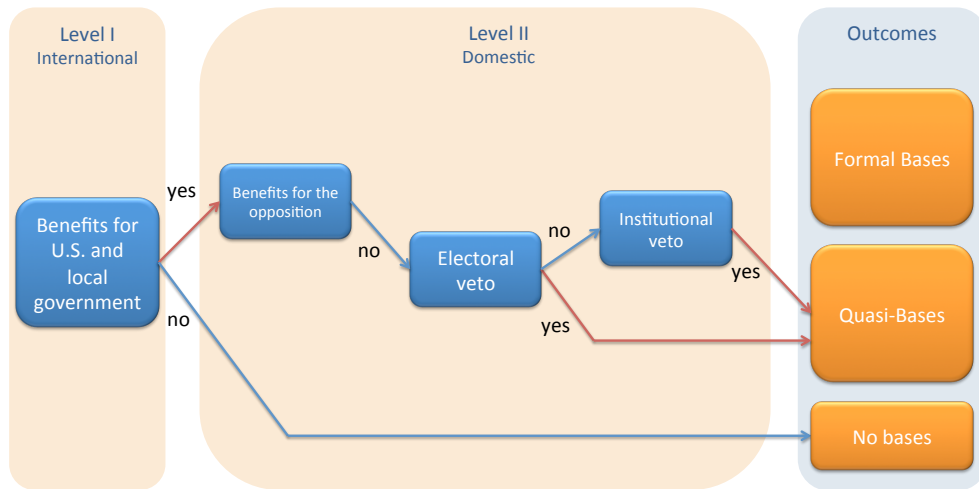 Level I
International
Level II
Domestic
Outcomes
Benefits for
U.S. and
local
government
yes
no
Benefits for the
opposition
no
Electoral
veto
no
yes
Institutional
veto
yes
Formal Bases
Quasi-Bases
No bases